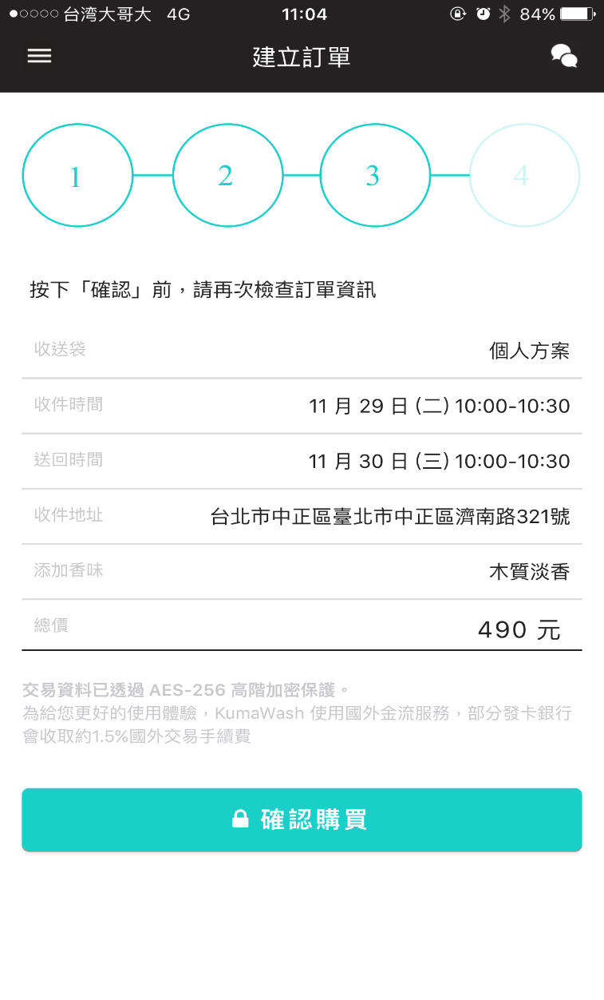 台湾大哥大 4G 11:04 84%
建立訂單
1 2 3 4
按下「確認」前，請再次檢查訂單資訊
收送袋 個人方案
收件時間 11 月 29 日 (二) 10:00-10:30
送回時間 11 月 30 日 (三) 10:00-10:30
收件地址 台北市中正區臺北市中正區濟南路321號
添加香味 木質淡香
總價 490 元
交易資料已透過 AES-256 高階加密保護。
為給您更好的使用體驗，KumaWash 使用國外金流服務，部分發卡銀行
會收取約1.5%國外交易手續費
確認購買